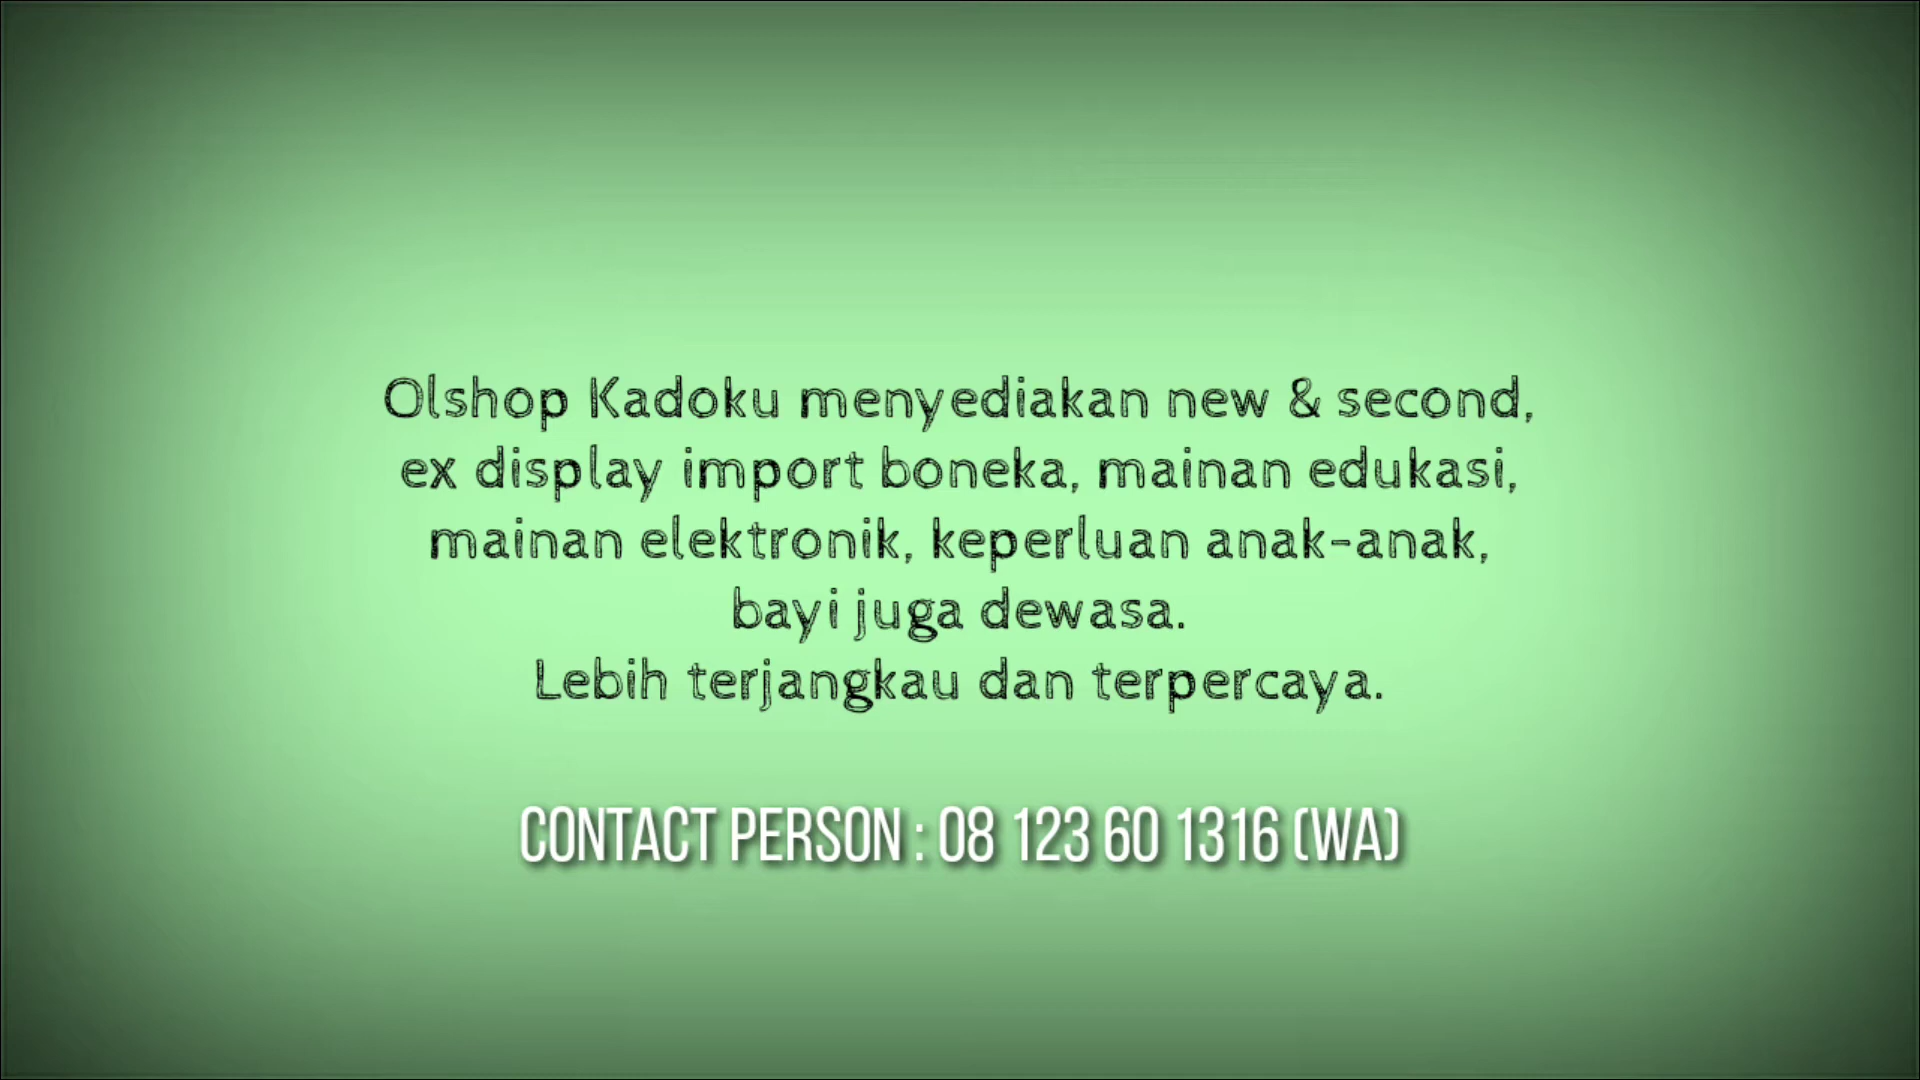 Olshop Kadoku menyediakan new & second,
ex display import boneka, mainan edukasi,
mainan elektronik, keperluan anak-anak,
bayi juga dewasa.
Lebih terjangkau dan terpercaya.
CONTACT PERSON : 08 123 60 1316 (WA)